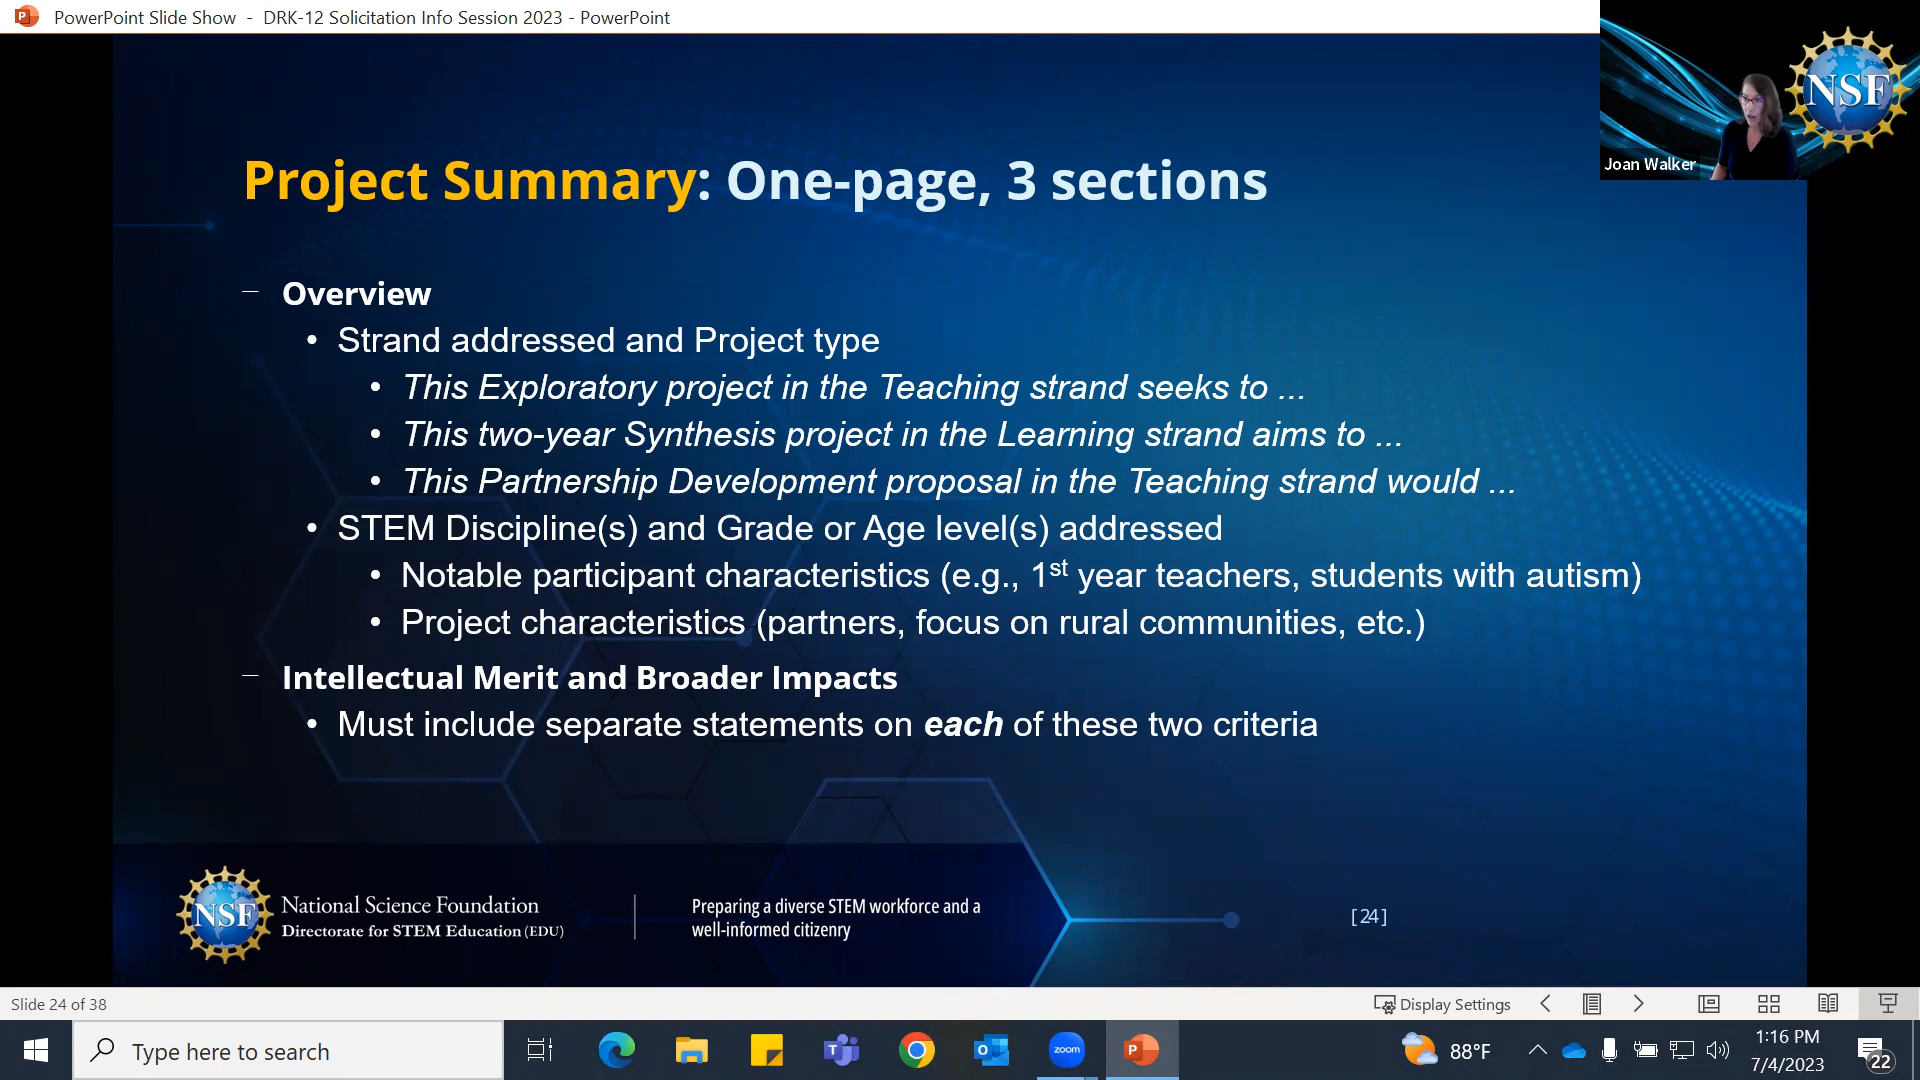 PowerPoint Slide Show - DRK-12 Solicitation Info Session 2023 - PowerPoint
NSF
Joan Walker
Project Summary: One-page, 3 sections
— Overview
• Strand addressed and Project type
• This Exploratory project in the Teaching strand seeks to ...
• This two-year Synthesis project in the Learning strand aims to ...
• This Partnership Development proposal in the Teaching strand would ...
• STEM Discipline(s) and Grade or Age level(s) addressed
• Notable participant characteristics (e.g., 1st year teachers, students with autism)
• Project characteristics (partners, focus on rural communities, etc.)
— Intellectual Merit and Broader Impacts
• Must include separate statements on each of these two criteria
NSF
National Science Foundation
Directorate for STEM Education (EDU)
Preparing a diverse STEM workforce and a
well-informed citizenry
[24]
Slide 24 of 38
Display Settings
Type here to search
zoom
88°F
1:16 PM
7/4/2023
22